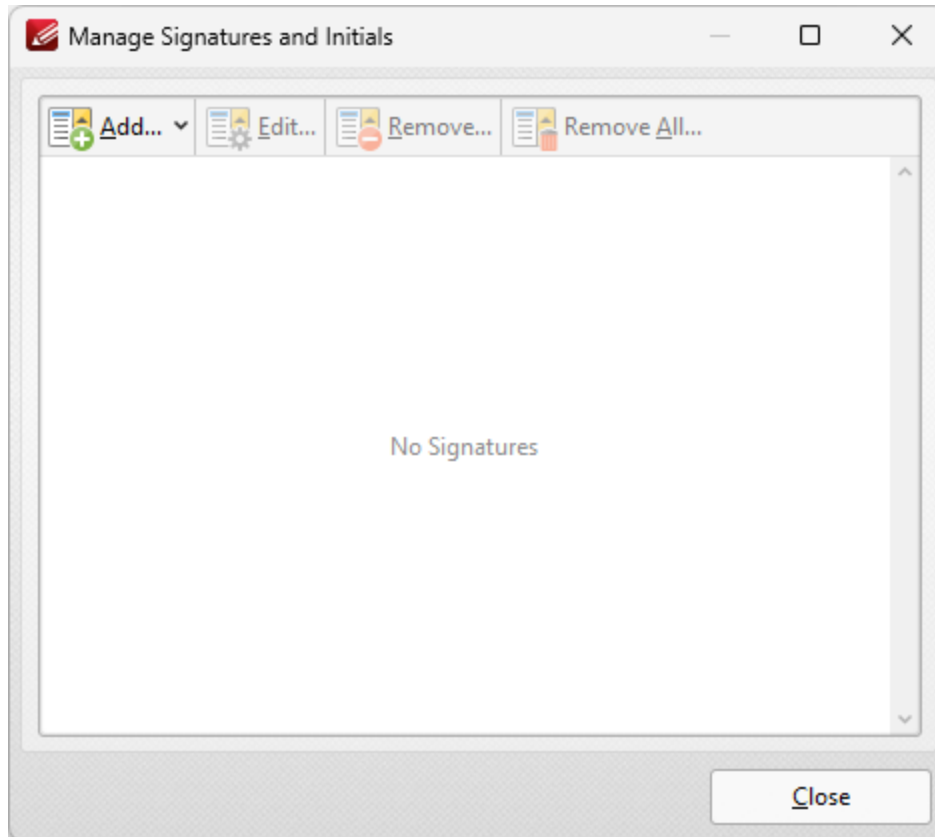 Manage Signatures and Initials
Add... Edit... Remove... Remove All...
No Signatures
Close